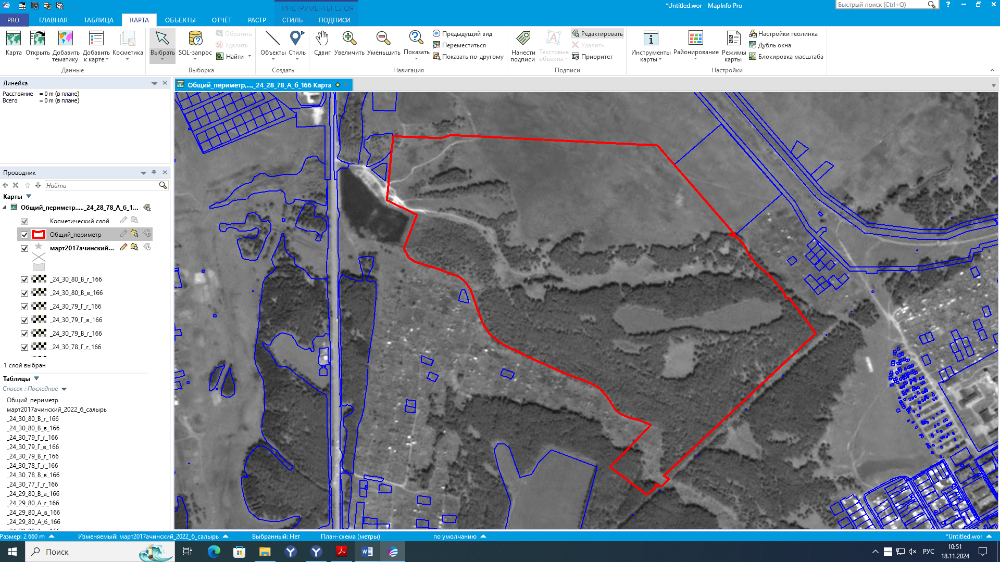 ИНСТРУМЕНТЫ СЛОЯ
*Untitled.wor - MapInfo Pro
Быстрый поиск (Ctrl+Q)
PRO ГЛАВНАЯ ТАБЛИЦА КАРТА ОБЪЕКТЫ ОТЧЁТ РАСТР СТИЛЬ ПОДПИСИ
Карта
Открыть
Добавить тематику
Добавить к карте
Косметика
Данные
Выбрать
SQL-запрос
Обратить
Удалить
Найти
Выборка
Объекты
Стиль
Создать
Сдвиг
Увеличить
Уменьшить
Показать
Предыдущий вид
Переместиться
Показать по-другому
Навигация
Нанести подписи
Текстовые объекты
Редактировать
Удалить
Приоритет
Подписи
Инструменты карты
Районирование
Режимы карты
Настройки геолинка
Дубль окна
Блокировка масштаба
Настройки
Линейка
Расстояние = 0 m (в плане)
Всего = 0 m (в плане)
Общий_периметр,...,_24_28_78_А_б_166 Карта
Проводник
Найти
Карты
Общий_периметр,...,_24_28_78_А_б_1...
Косметический слой
Общий_периметр
март2017ачинский...
_24_30_80_В_г_166
_24_30_80_В_в_166
_24_30_79_Г_г_166
_24_30_79_Г_в_166
_24_30_79_В_г_166
_24_30_78_Г_г_166
1 слой выбран
Таблицы
Список : Последние
Общий_периметр
март2017ачинский_2022_6_салырь
_24_30_80_В_г_166
_24_30_80_В_в_166
_24_30_79_Г_г_166
_24_30_79_Г_в_166
_24_30_79_В_г_166
_24_30_78_Г_г_166
_24_30_78_В_в_166
_24_30_77_Г_г_166
_24_29_80_В_а_166
_24_29_80_А_г_166
_24_29_80_А_в_166
_24_29_80_А_б_166
Размер: 2 660 m
Изменяемый: март2017ачинский_2022_6_салырь
Выбранный: Нет
План-схема (метры)
по умолчанию
*Untitled.wor
Поиск
РУС
10:51
18.11.2024